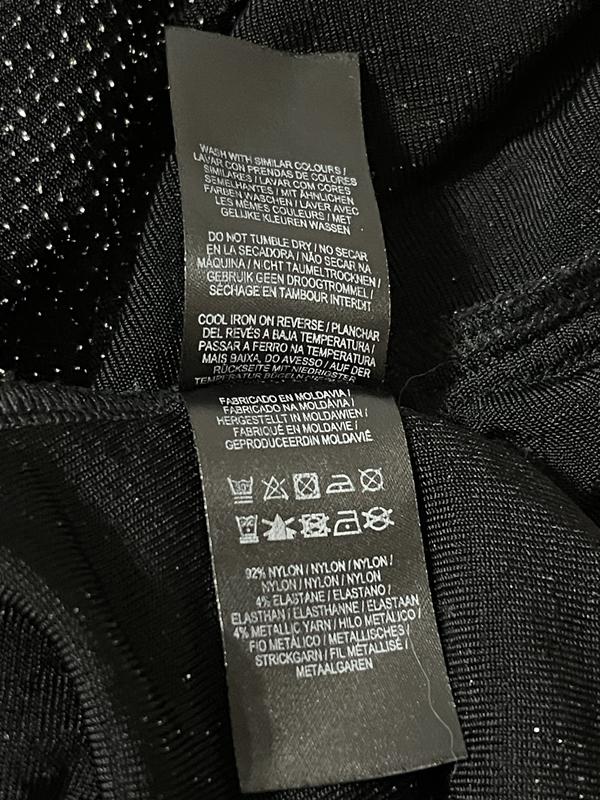 WASH WITH SIMILAR COLOURS /
LAVAR CON PRENDAS DE COLORES
SIMILARES / LAVAR COM CORES
SEMELHANTES / MIT ÄHNLICHEN
FARBEN WASCHEN / LAVER AVEC
LES MÊMES COULEURS / MET
GELIJKE KLEUREN WASSEN
DO NOT TUMBLE DRY / NO SECAR
EN LA SECADORA / NÃO SECAR NA
MÁQUINA / NICHT TAUMELTROCKNEN /
GEBRUIK GEEN DROOGTROMMEL /
SÉCHAGE EN TAMBOUR INTERDIT
COOL IRON ON REVERSE / PLANCHAR
DEL REVÉS A BAJA TEMPERATURA /
PASSAR A FERRO NA TEMPERATURA
MAIS BAIXA, DO AVESSO / AUF DER
RÜCKSEITE MIT NIEDRIGSTER
TEMPERATUR BÜGELN
FABRICADO EN MOLDAVIA /
FABRICADO NA MOLDÁVIA /
HERGESTELLT IN MOLDAWIEN /
FABRIQUÉ EN MOLDAVIE /
GEPRODUCEERDIN MOLDAVIË
92% NYLON / NYLON / NYLON /
NYLON / NYLON / NYLON
4% ELASTANE / ELASTANO /
ELASTHAN / ELASTHANNE / ELASTAAN
4% METALLIC YARN / HILO METÁLICO /
FIO METÁLICO / METALLISCHES /
STRICKGARN / FIL MÉTALLISÉ /
METAALGAREN